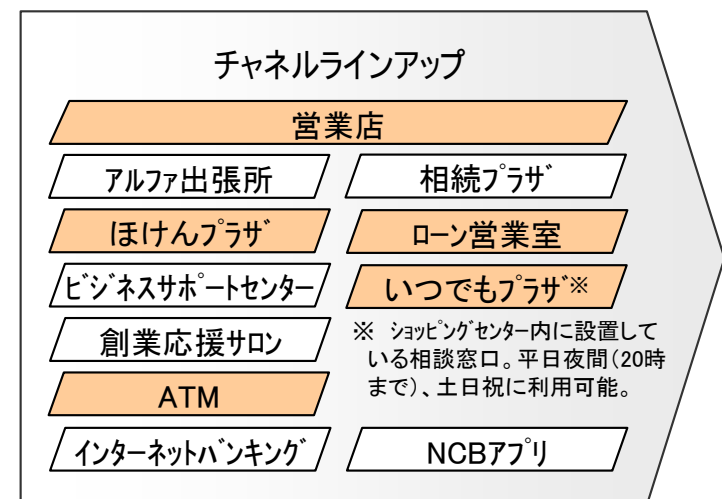 チャネルラインアップ
営業店
アルファ出張所
相続ﾌﾟﾗｻﾞ
ほけんﾌﾟﾗｻﾞ
ローン営業室
ﾋﾞｼﾞﾈｽｻﾎﾟｰﾄｾﾝﾀｰ
いつでもﾌﾟﾗｻﾞ※
創業応援サロン
※ ｼｮｯﾋﾟﾝｸﾞｾﾝﾀｰ内に設置して
いる相談窓口。平日夜間(20時
まで)、土日祝に利用可能。
ATM
ｲﾝﾀｰﾈｯﾄﾊﾞﾝｷﾝｸﾞ
NCBｱﾌﾟﾘ